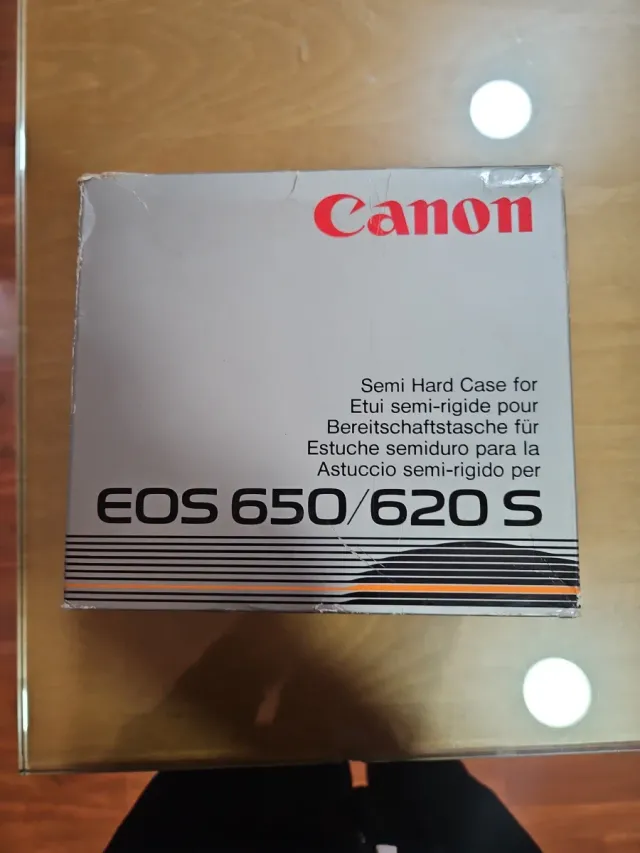 Canon
Semi Hard Case for
Etui semi-rigide pour
Bereitschaftstasche für
Estuche semiduro para la
Astuccio semi-rigido per
EOS 650/620 S